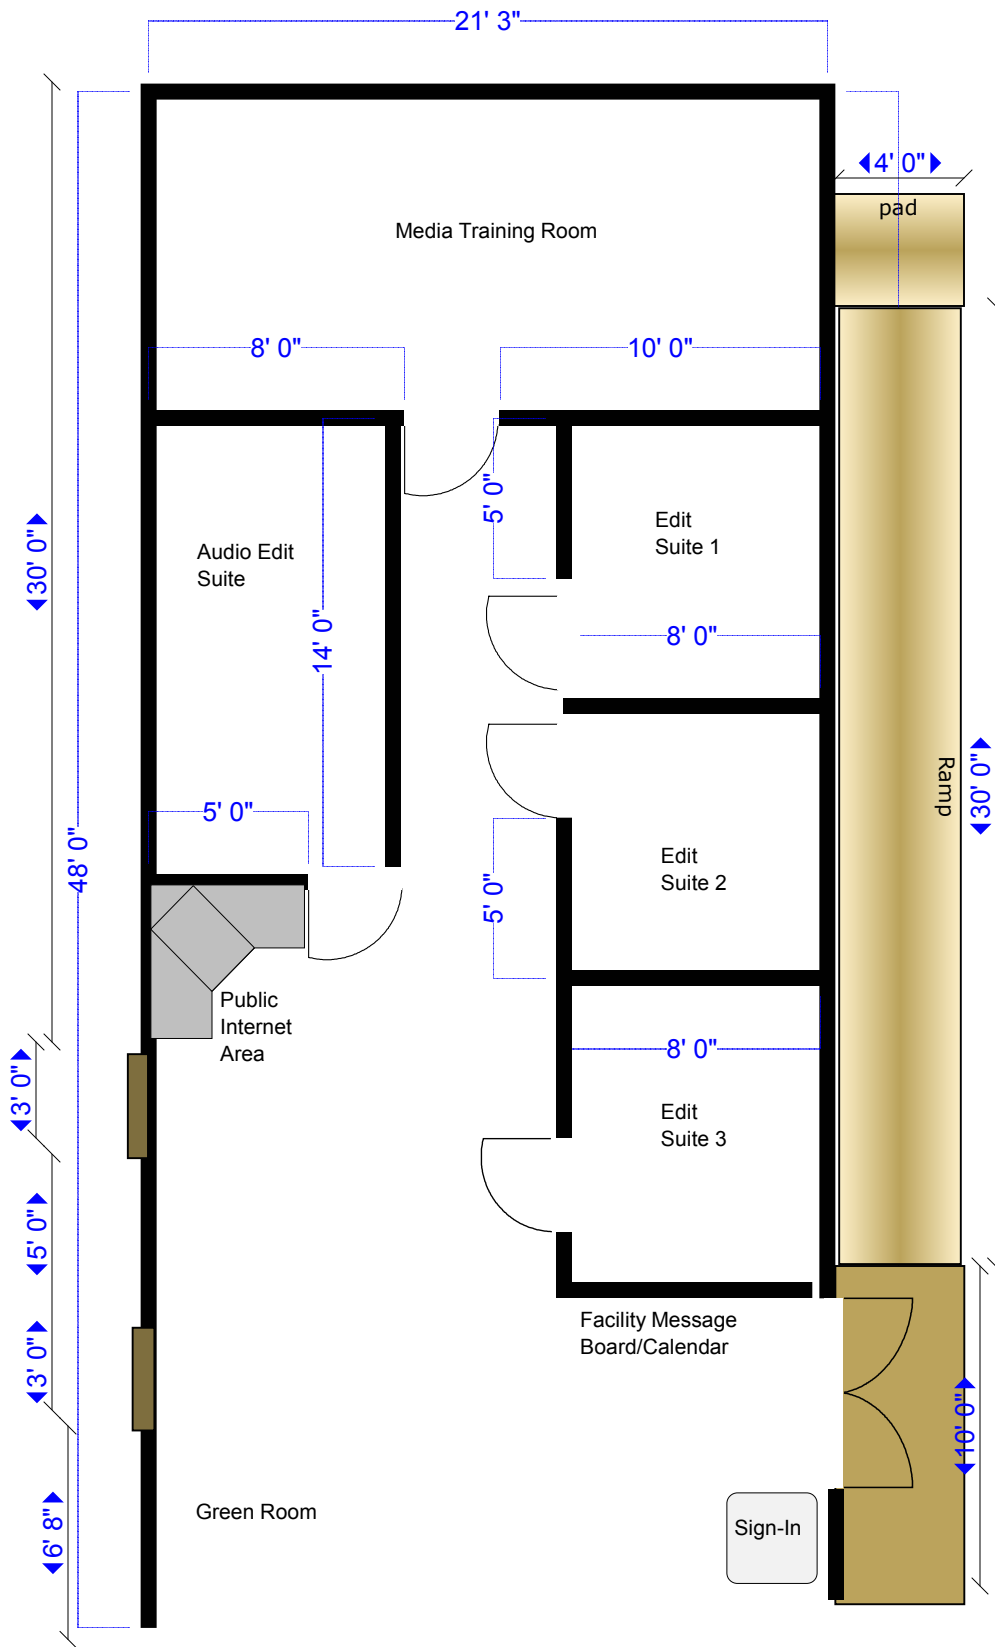 21' 3"
4' 0"
pad
Media Training Room
8' 0"
10' 0"
5' 0"
Edit
Suite 1
Audio Edit
Suite
30' 0"
14' 0"
8' 0"
Ramp
30' 0"
5' 0"
48' 0"
Edit
Suite 2
5' 0"
Public
Internet
Area
3' 0"
8' 0"
Edit
Suite 3
5' 0"
Facility Message
Board/Calendar
3' 0"
10' 0"
Green Room
6' 8"
Sign-In